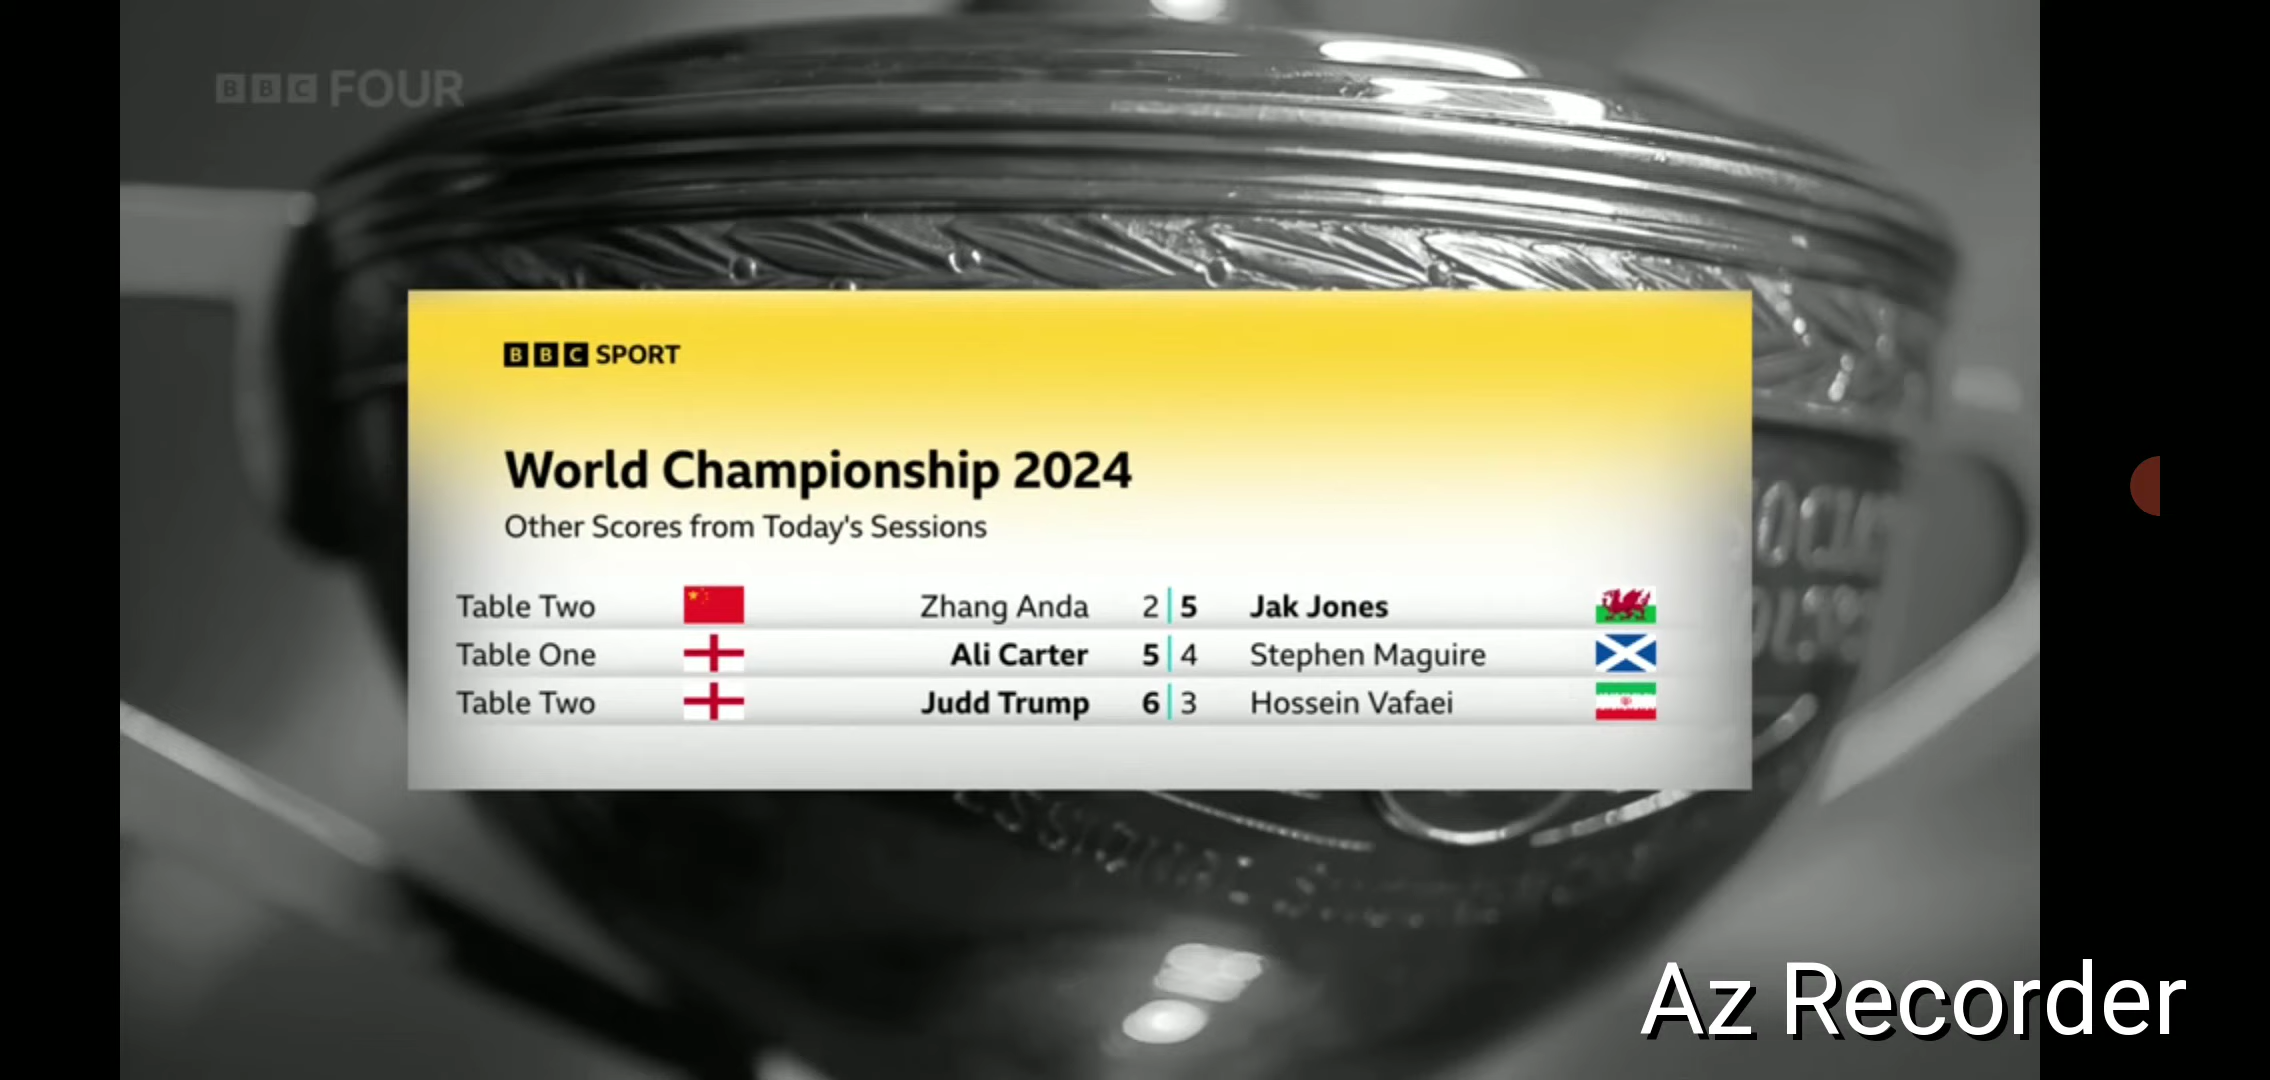 BBC FOUR
BBC SPORT
World Championship 2024
Other Scores from Today's Sessions
Table Two Zhang Anda 2 5 Jak Jones
Table One Ali Carter 5 4 Stephen Maguire
Table Two Judd Trump 6 3 Hossein Vafaei
Az Recorder